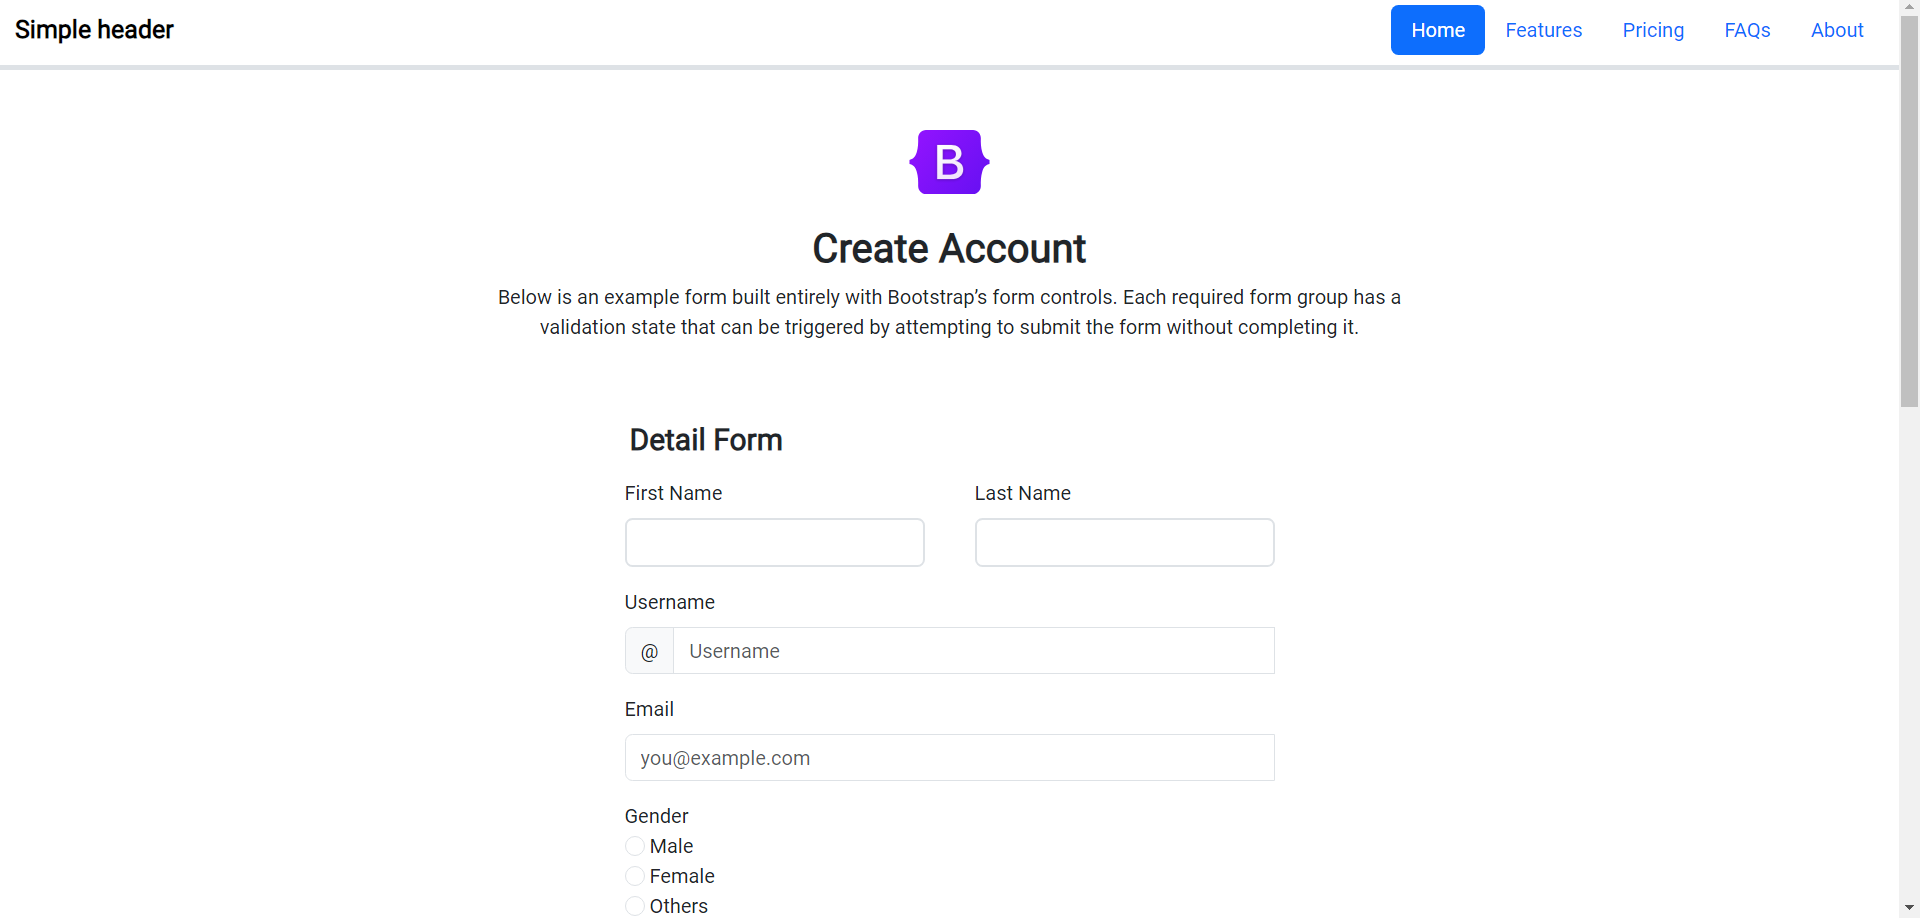 Simple header
Home
Features
Pricing
FAQs
About
B
Create Account
Below is an example form built entirely with Bootstrap’s form controls. Each required form group has a
validation state that can be triggered by attempting to submit the form without completing it.
Detail Form
First Name
Last Name
Username
@
Username
Email
you@example.com
Gender
Male
Female
Others